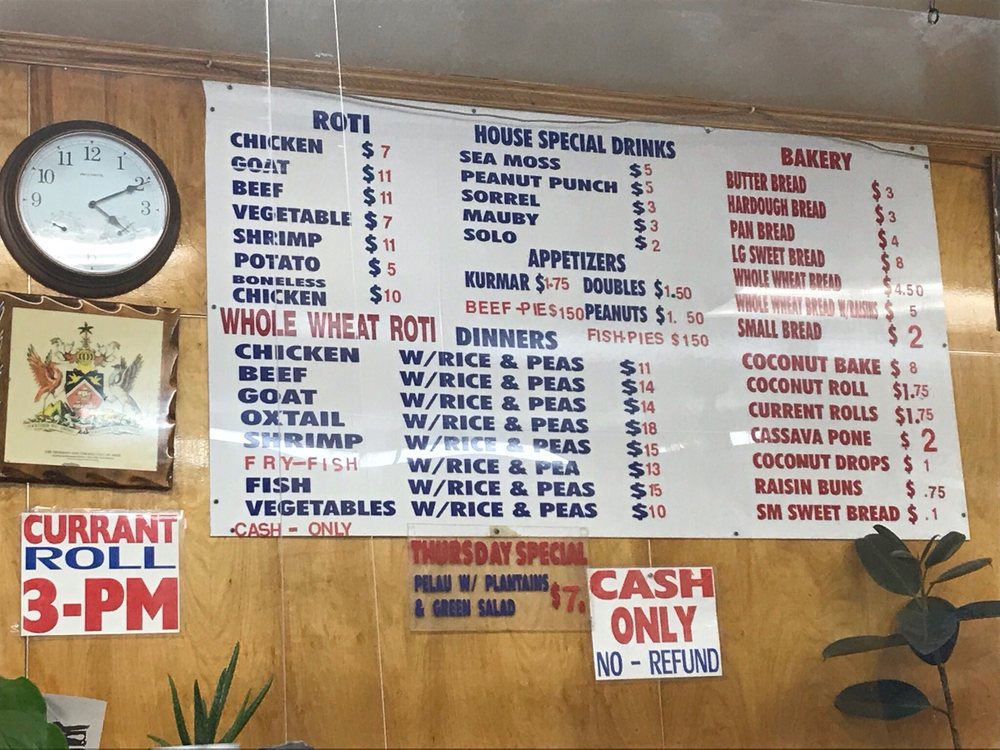 ROTI
CHICKEN $7
GOAT $11
BEEF $11
VEGETABLE $7
SHRIMP $11
POTATO $5
BONELESS
CHICKEN $10
WHOLE WHEAT ROTI
HOUSE SPECIAL DRINKS
SEA MOSS $5
PEANUT PUNCH $5
SORREL $3
MAUBY $3
SOLO $2
APPETIZERS
KURMAR $1.75 DOUBLES $1.50
BEEF-PIE $150 PEANUTS $1.50
FISH-PIES $150
DINNERS
CHICKEN W/RICE & PEAS $11
BEEF W/RICE & PEAS $14
GOAT W/RICE & PEAS $14
OXTAIL W/RICE & PEAS $18
SHRIMP W/RICE & PEAS $15
FRY-FISH W/RICE & PEA $13
FISH W/RICE & PEAS $15
VEGETABLES W/RICE & PEAS $10
CASH - ONLY
BAKERY
BUTTER BREAD $3
HARDOUGH BREAD $3
PAN BREAD $4
LG SWEET BREAD $8
WHOLE WHEAT BREAD $4.50
WHOLE WHEAT BREAD W/RAISINS $5
SMALL BREAD $2
COCONUT BAKE $8
COCONUT ROLL $1.75
CURRENT ROLLS $1.75
CASSAVA PONE $2
COCONUT DROPS $1
RAISIN BUNS $.75
SM SWEET BREAD $.1
12
1
2
3
10
11
CURRANT
ROLL
3-PM
THURSDAY SPECIAL
PELAU W/ PLANTAINS
& GREEN SALAD $7.
CASH
ONLY
NO - REFUND